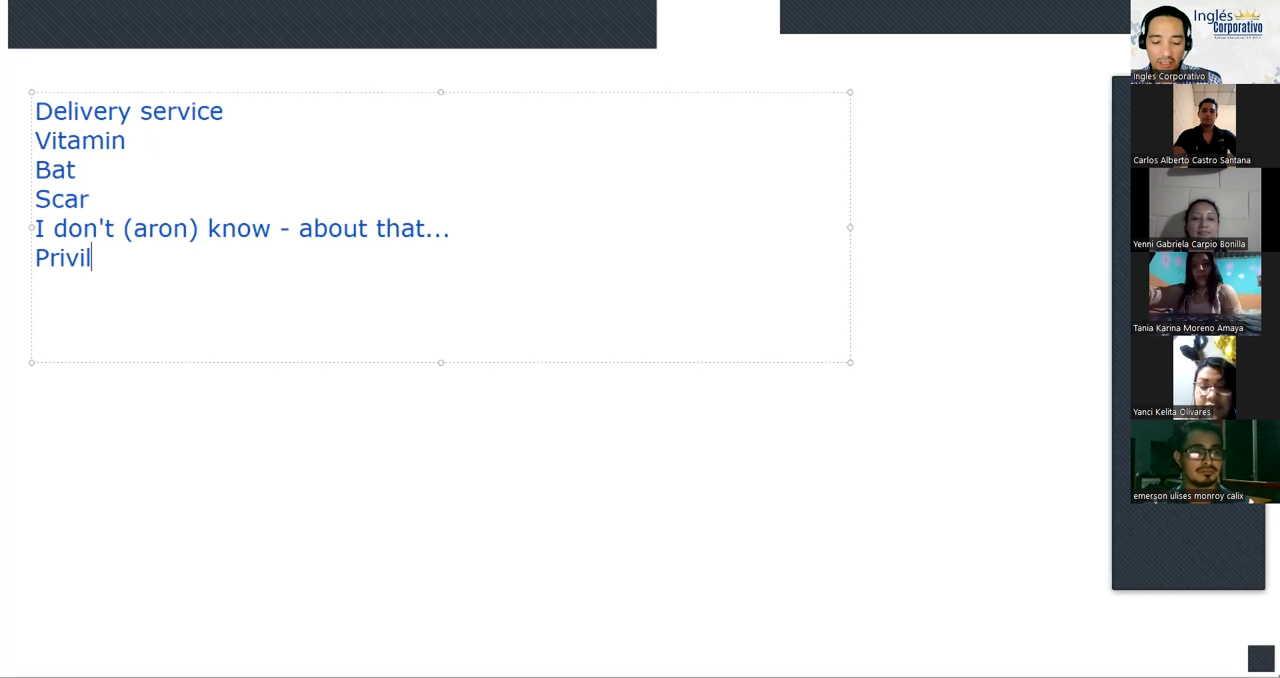 Delivery service
Vitamin
Bat
Scar
I don't (aron) know - about that...
Privil
Inglés
Corporativo
Ingles Corporativo
Carlos Alberto Castro Santana
Yenni Gabriela Carpio Bonilla
Tania Karina Moreno Amaya
Yanci Kelita Olivares
emerson ulises monroy calix